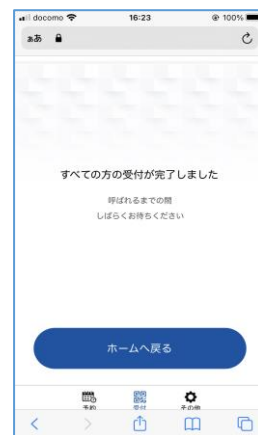 docomo 16:23 100%
ぁあ
すべての方の受付が完了しました
呼ばれるまでの間
しばらくお待ちください
ホームへ戻る
予約 受付 その他